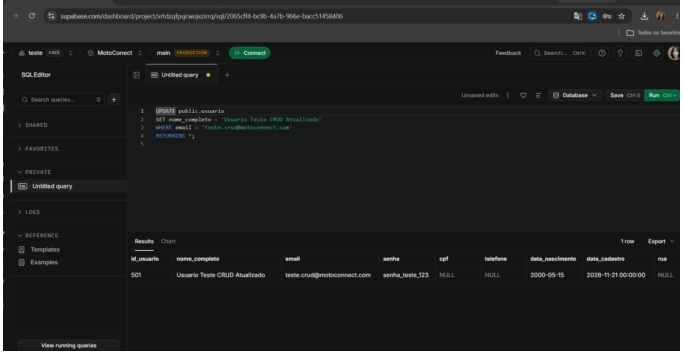 supabase.com/dashboard/project/xrtdzqfpsjcwojxzirrq/sql/2065cff4-bc9b-4a7b-966e-bacc51458406
Todos os favoritos
teste FREE / MotoConect / main PRODUCTION Connect
Feedback Search... Ctrl K
SQL Editor
Untitled query
Search queries...
Unsaved edits Database Save Ctrl S Run Ctrl
1 UPDATE public.usuario
2 SET nome_completo = 'Usuario Teste CRUD Atualizado'
3 WHERE email = 'teste.crud@motoconnect.com'
4 RETURNING *;
5
SHARED
FAVORITES
PRIVATE
Untitled query
LOGS
REFERENCE
Templates
Examples
View running queries
Results Chart 1 row Export
id_usuario nome_completo email senha cpf telefone data_nascimento data_cadastro rua
501 Usuario Teste CRUD Atualizado teste.crud@motoconnect.com senha_teste_123 NULL NULL 2000-05-15 2026-11-21 00:00:00 NULL